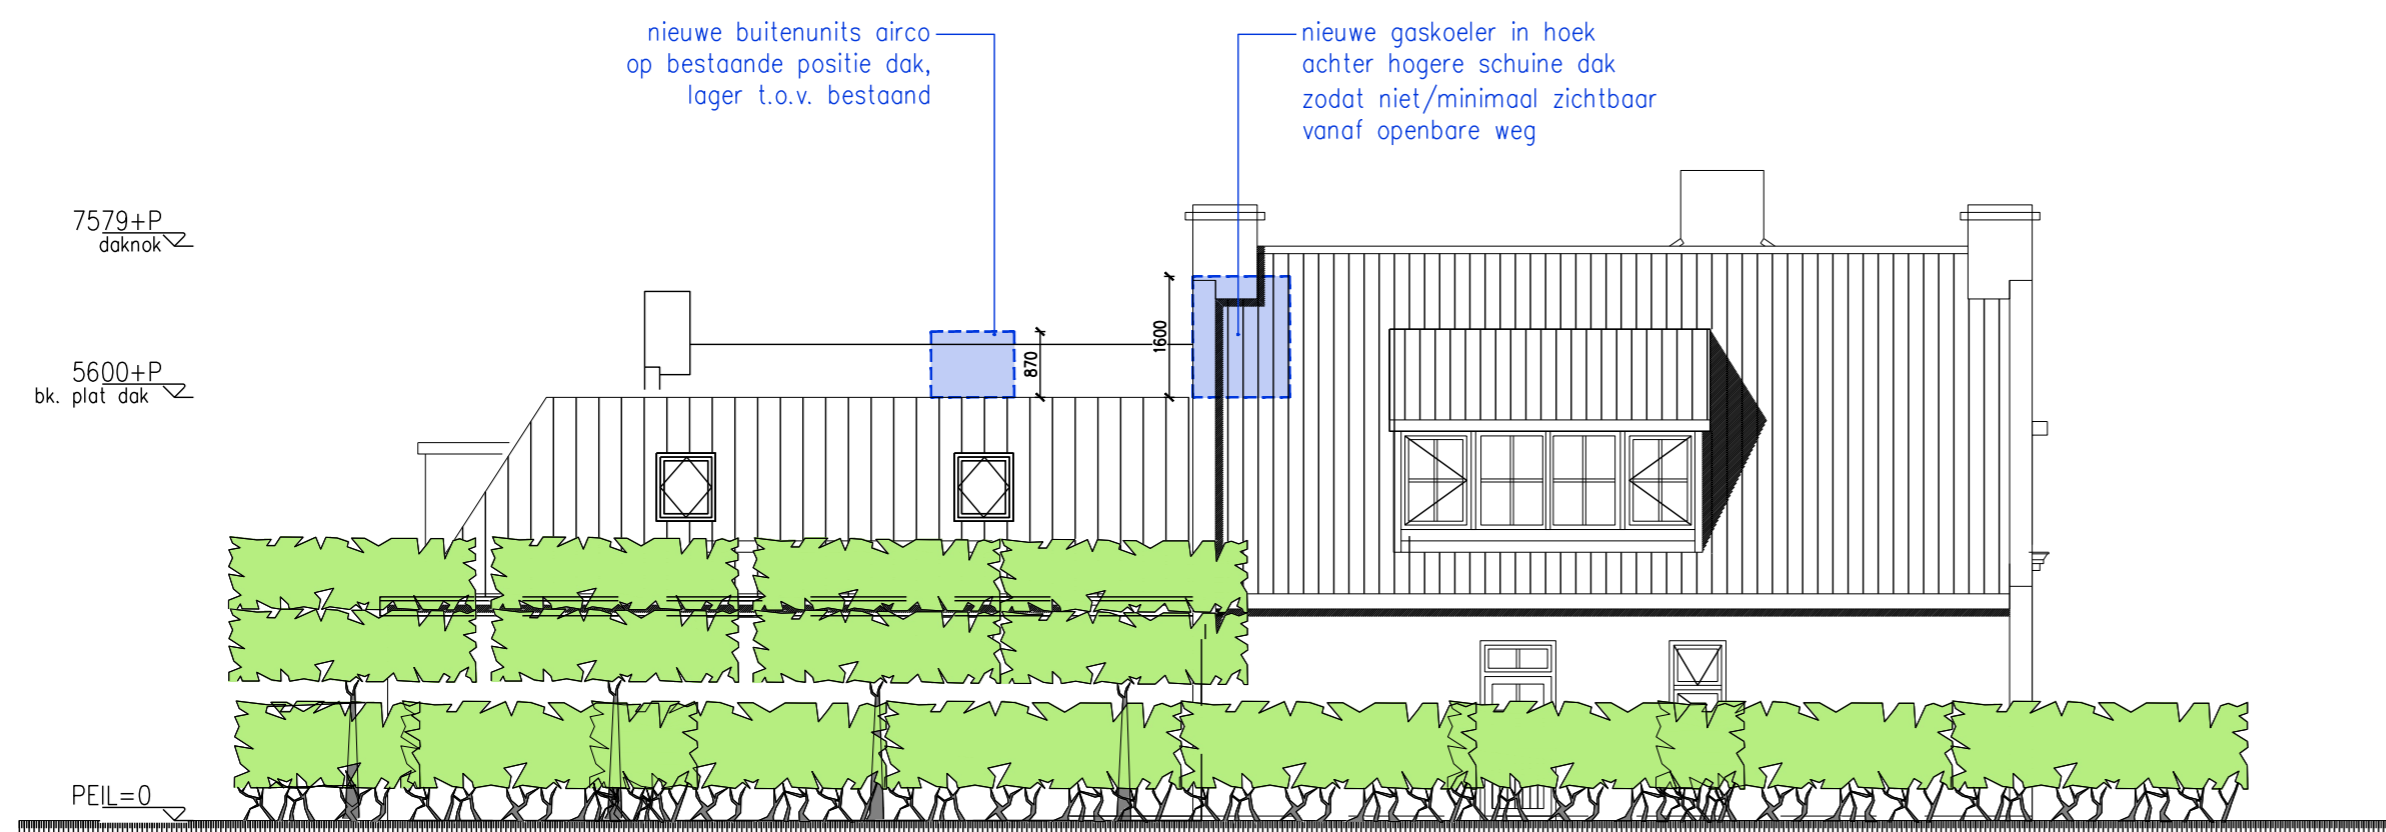 nieuwe buitenunits airco
op bestaande positie dak,
lager t.o.v. bestaand
nieuwe gaskoeler in hoek
achter hogere schuine dak
zodat niet/minimaal zichtbaar
vanaf openbare weg
7579+P
daknok
5600+P
bk. plat dak
870
1600
PEIL=0